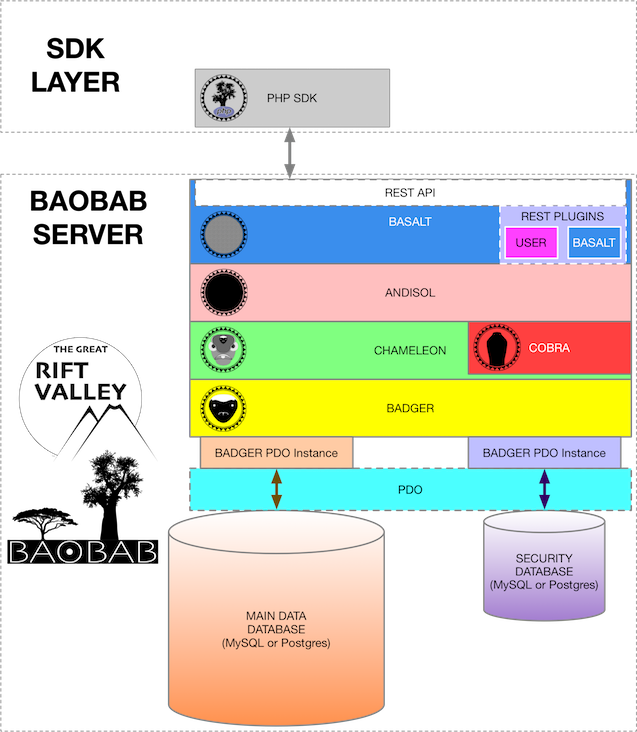 SDK
LAYER
PHP SDK
BAOBAB
SERVER
REST API
BASALT
REST PLUGINS
USER
BASALT
ANDISOL
CHAMELEON
COBRA
BADGER
THE GREAT
RIFT
VALLEY
BAOBAB
BADGER PDO Instance
BADGER PDO Instance
PDO
MAIN DATA
DATABASE
(MySQL or Postgres)
SECURITY
DATABASE
(MySQL or Postgres)